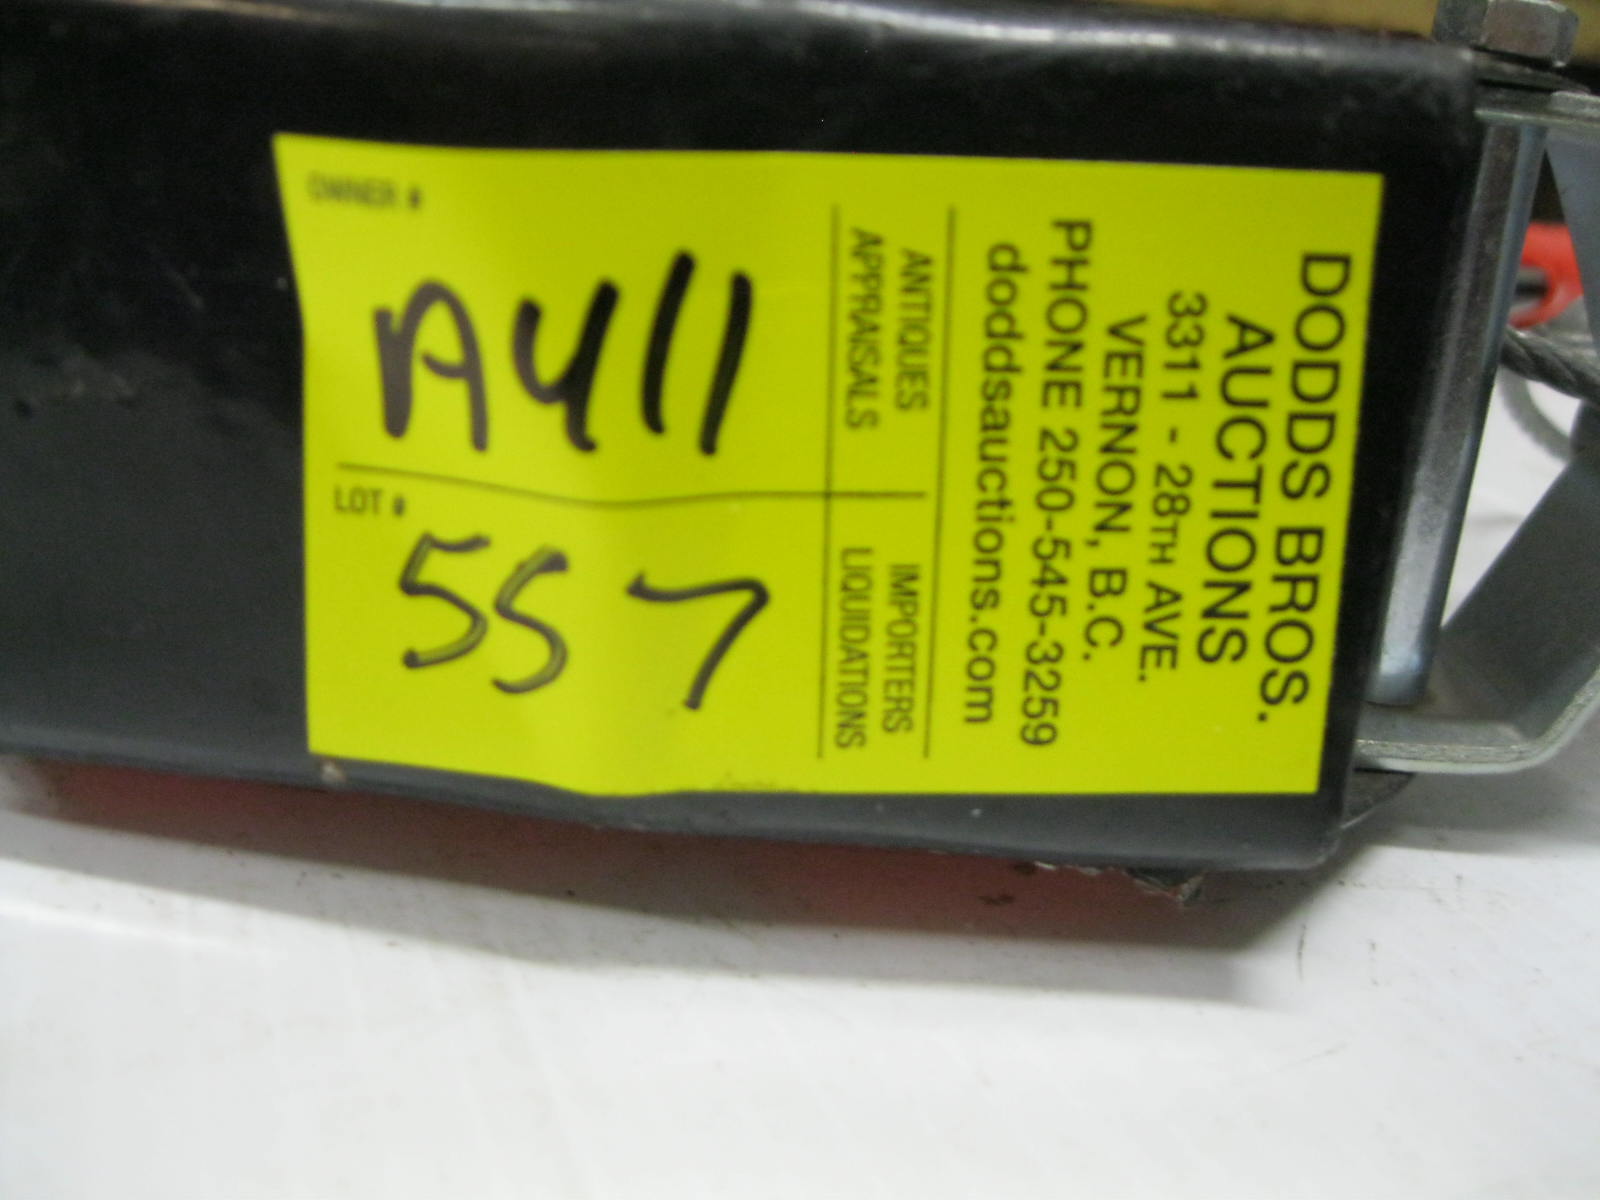 DODDS BROS.
AUCTIONS
3311 - 28TH AVE.
VERNON, B.C.
PHONE 250-545-3259
doddsauctions.com
ANTIQUES
APPRAISALS
IMPORTERS
LIQUIDATIONS
OWNER #
A411
LOT #
557